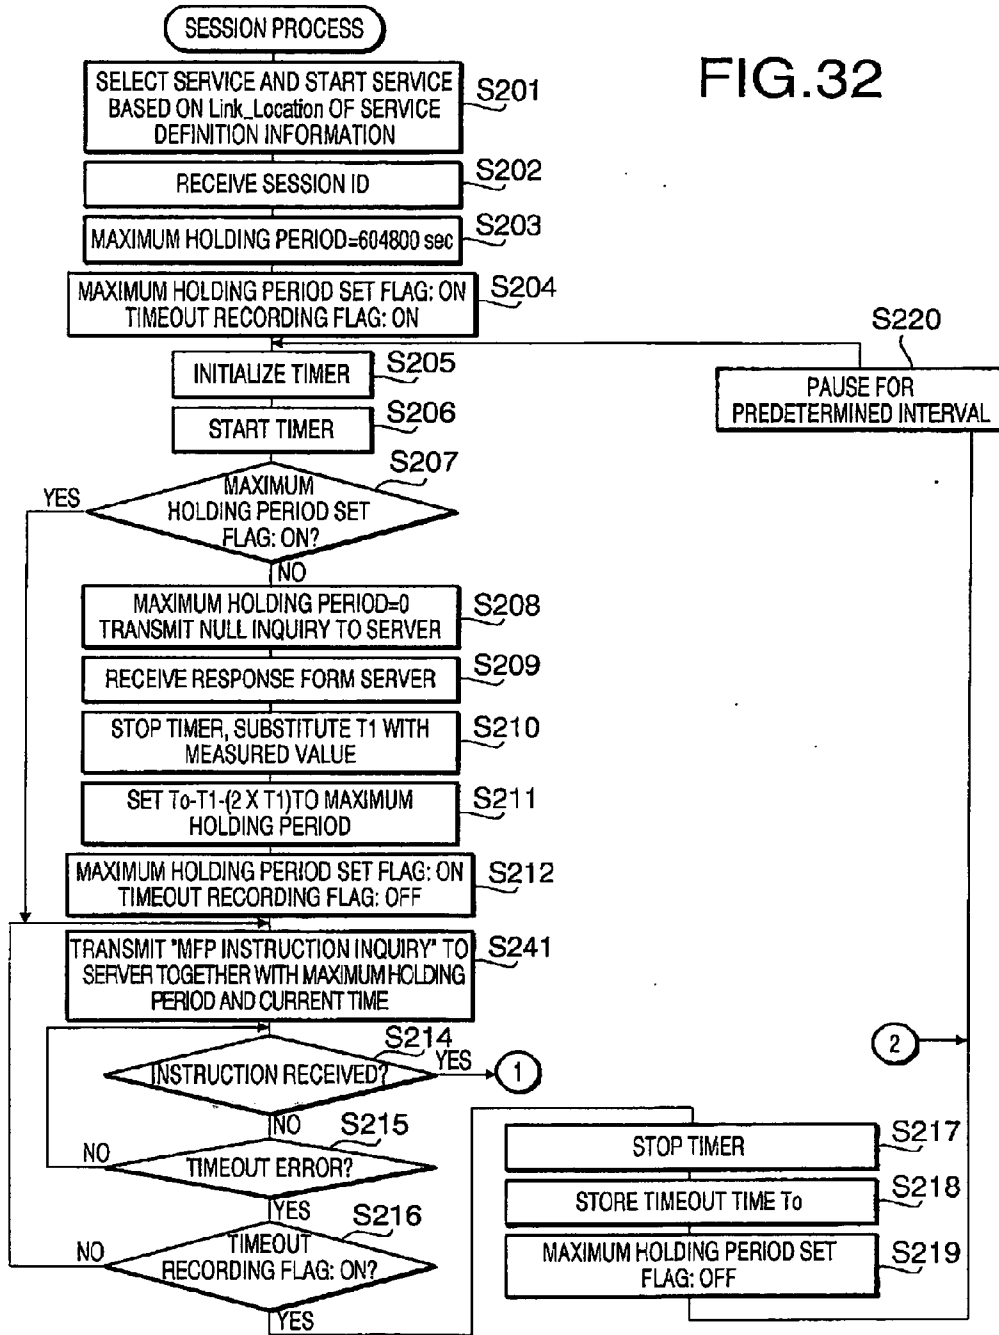 SESSION PROCESS
FIG.32
SELECT SERVICE AND START SERVICE
BASED ON Link_Location OF SERVICE
DEFINITION INFORMATION
S201
RECEIVE SESSION ID
S202
MAXIMUM HOLDING PERIOD=604800 sec
S203
MAXIMUM HOLDING PERIOD SET FLAG: ON
TIMEOUT RECORDING FLAG: ON
S204
INITIALIZE TIMER
S205
START TIMER
S206
S220
PAUSE FOR
PREDETERMINED INTERVAL
MAXIMUM
HOLDING PERIOD SET
FLAG: ON?
S207
YES
NO
MAXIMUM HOLDING PERIOD=0
TRANSMIT NULL INQUIRY TO SERVER
S208
RECEIVE RESPONSE FORM SERVER
S209
STOP TIMER, SUBSTITUTE T1 WITH
MEASURED VALUE
S210
SET To-T1-(2 X T1)TO MAXIMUM
HOLDING PERIOD
S211
MAXIMUM HOLDING PERIOD SET FLAG: ON
TIMEOUT RECORDING FLAG: OFF
S212
TRANSMIT "MFP INSTRUCTION INQUIRY" TO
SERVER TOGETHER WITH MAXIMUM HOLDING
PERIOD AND CURRENT TIME
S241
INSTRUCTION RECEIVED?
S214
YES
1
2
NO
TIMEOUT ERROR?
S215
NO
YES
TIMEOUT
RECORDING FLAG: ON?
S216
NO
YES
STOP TIMER
S217
STORE TIMEOUT TIME To
S218
MAXIMUM HOLDING PERIOD SET
FLAG: OFF
S219